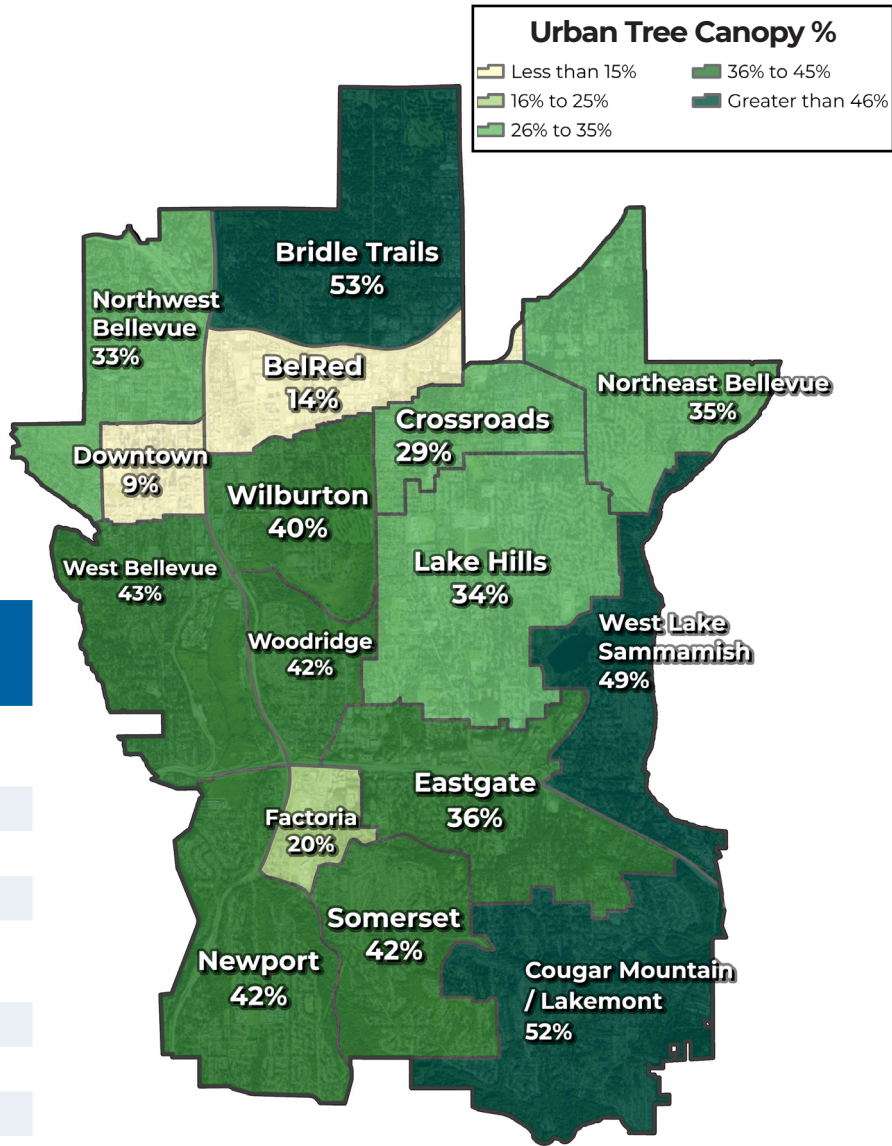 Urban Tree Canopy %
Less than 15%
16% to 25%
26% to 35%
36% to 45%
Greater than 46%
Bridle Trails
53%
Northwest
Bellevue
33%
BelRed
14%
Northeast Bellevue
35%
Crossroads
29%
Downtown
9%
Wilburton
40%
West Bellevue
43%
Lake Hills
34%
Woodridge
42%
West Lake
Sammamish
49%
Eastgate
36%
Factoria
20%
Somerset
42%
Newport
42%
Cougar Mountain
/ Lakemont
52%